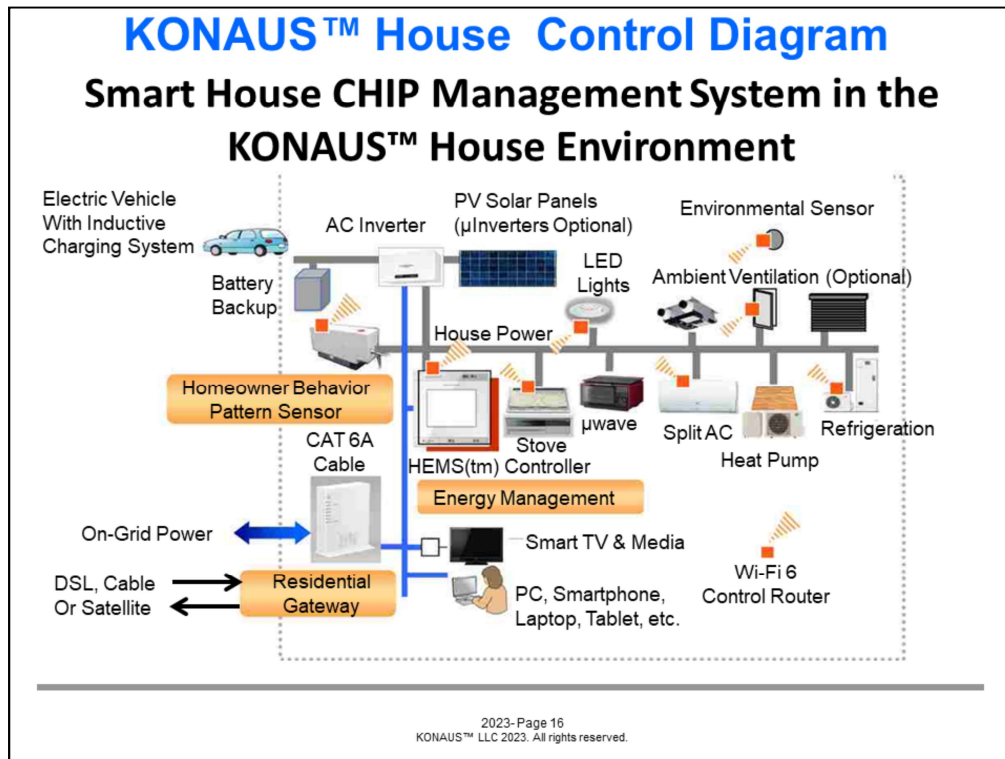 KONAUS™ House Control Diagram
Smart House CHIP Management System in the
KONAUS™ House Environment
Electric Vehicle
With Inductive
Charging System
AC Inverter
PV Solar Panels
(µInverters Optional)
Environmental Sensor
Battery
Backup
LED
Lights
Ambient Ventilation (Optional)
House Power
Homeowner Behavior
Pattern Sensor
µwave
Split AC
Refrigeration
CAT 6A
Cable
Stove
HEMS(tm) Controller
Heat Pump
Energy Management
On-Grid Power
Smart TV & Media
DSL, Cable
Or Satellite
Residential
Gateway
PC, Smartphone,
Laptop, Tablet, etc.
Wi-Fi 6
Control Router
2023- Page 16
KONAUS™ LLC 2023. All rights reserved.